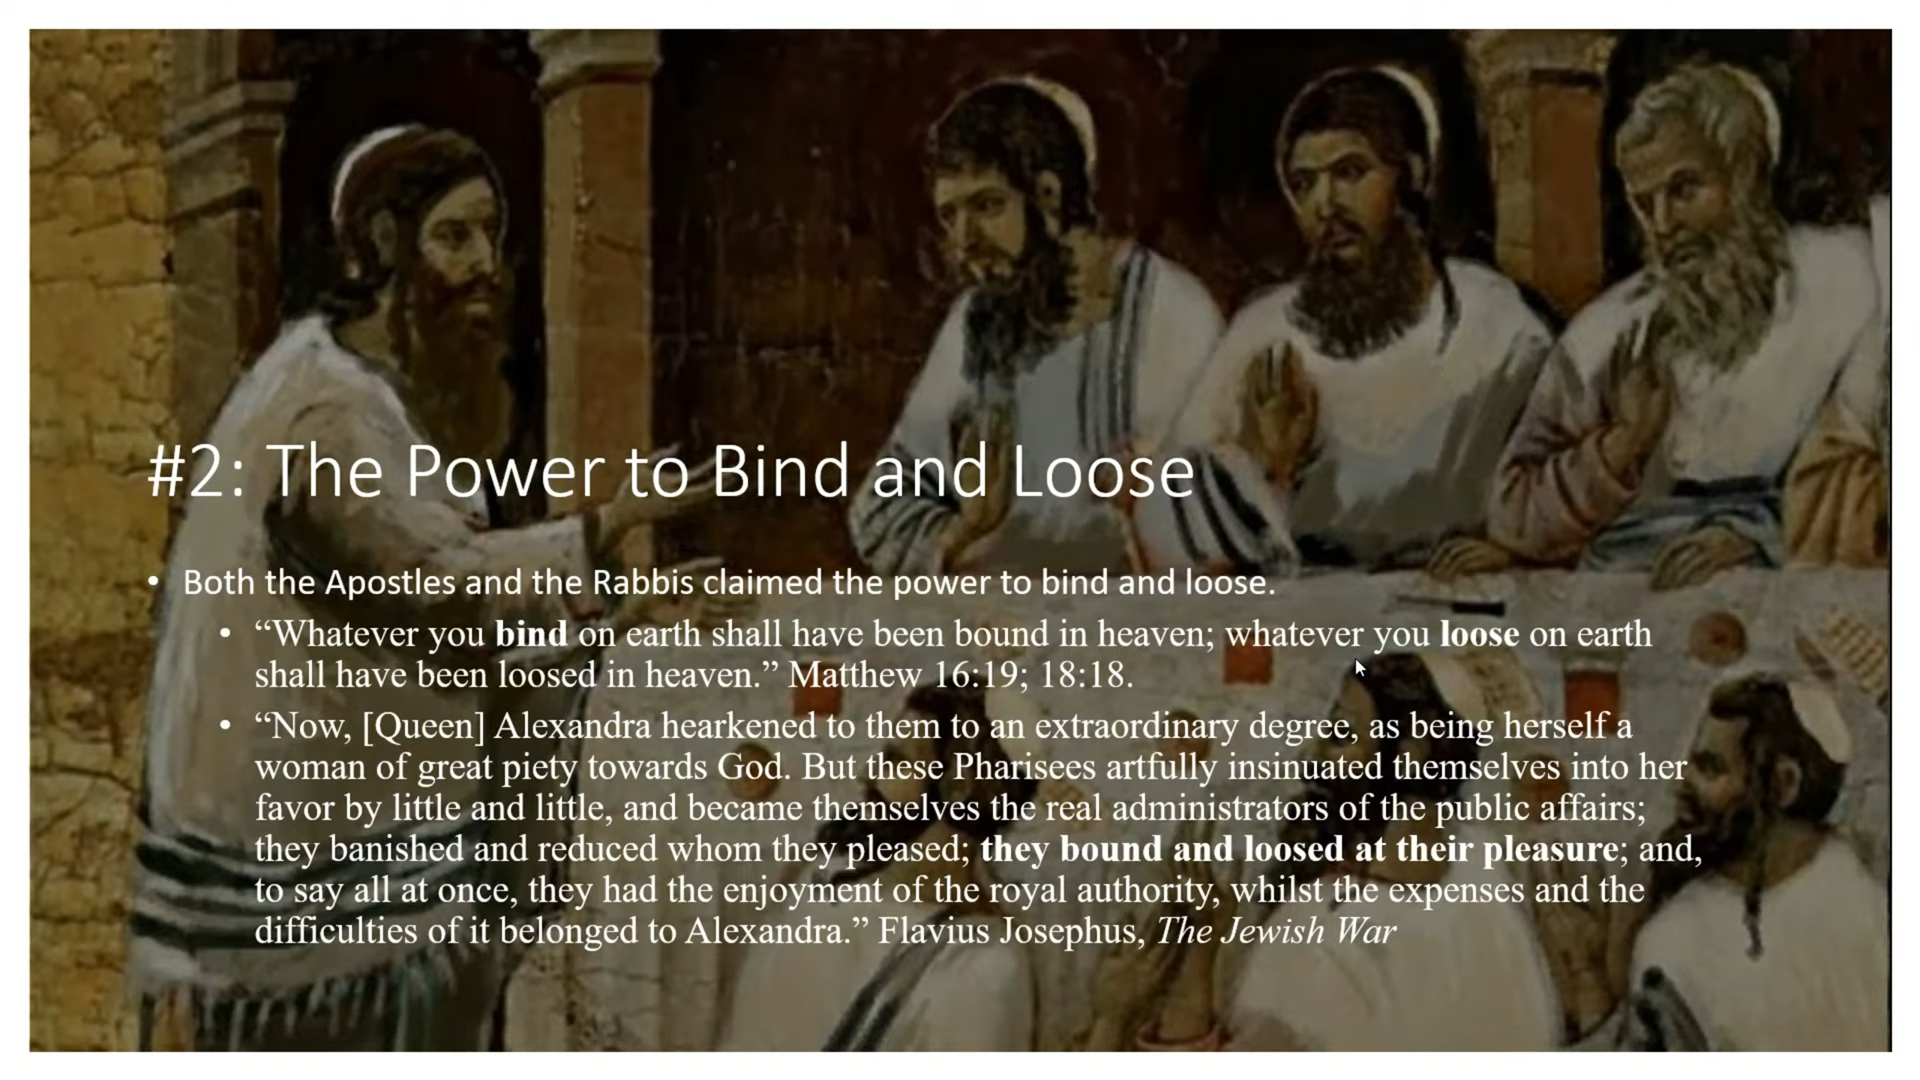 #2: The Power to Bind and Loose
• Both the Apostles and the Rabbis claimed the power to bind and loose.
• “Whatever you bind on earth shall have been bound in heaven; whatever you loose on earth
shall have been loosed in heaven.” Matthew 16:19; 18:18.
• “Now, [Queen] Alexandra hearkened to them to an extraordinary degree, as being herself a
woman of great piety towards God. But these Pharisees artfully insinuated themselves into her
favor by little and little, and became themselves the real administrators of the public affairs;
they banished and reduced whom they pleased; they bound and loosed at their pleasure; and,
to say all at once, they had the enjoyment of the royal authority, whilst the expenses and the
difficulties of it belonged to Alexandra.” Flavius Josephus, The Jewish War